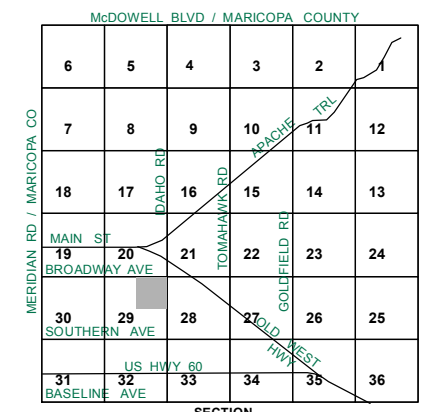 McDOWELL BLVD / MARICOPA COUNTY
6 5 4 3 2 1
7 8 9 10 11 12
APACHE TRL
MERIDIAN RD / MARICOPA CO
IDAHO RD
TOMAHAWK RD
18 17 16 15 14 13
GOLDFIELD RD
MAIN ST
19 20 21 22 23 24
BROADWAY AVE
30 29 28 27 26 25
OLD WEST HWY
SOUTHERN AVE
US HWY 60
31 32 33 34 35 36
BASELINE AVE
SECTION